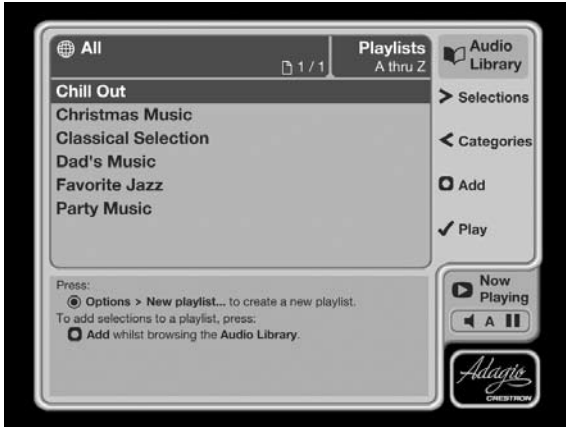 All
1 / 1
Playlists
A thru Z
Chill Out
Christmas Music
Classical Selection
Dad's Music
Favorite Jazz
Party Music
Press:
Options > New playlist... to create a new playlist.
To add selections to a playlist, press:
Add whilst browsing the Audio Library.
Audio
Library
Selections
Categories
Add
Play
Now
Playing
A
Adagio
CRESTRON